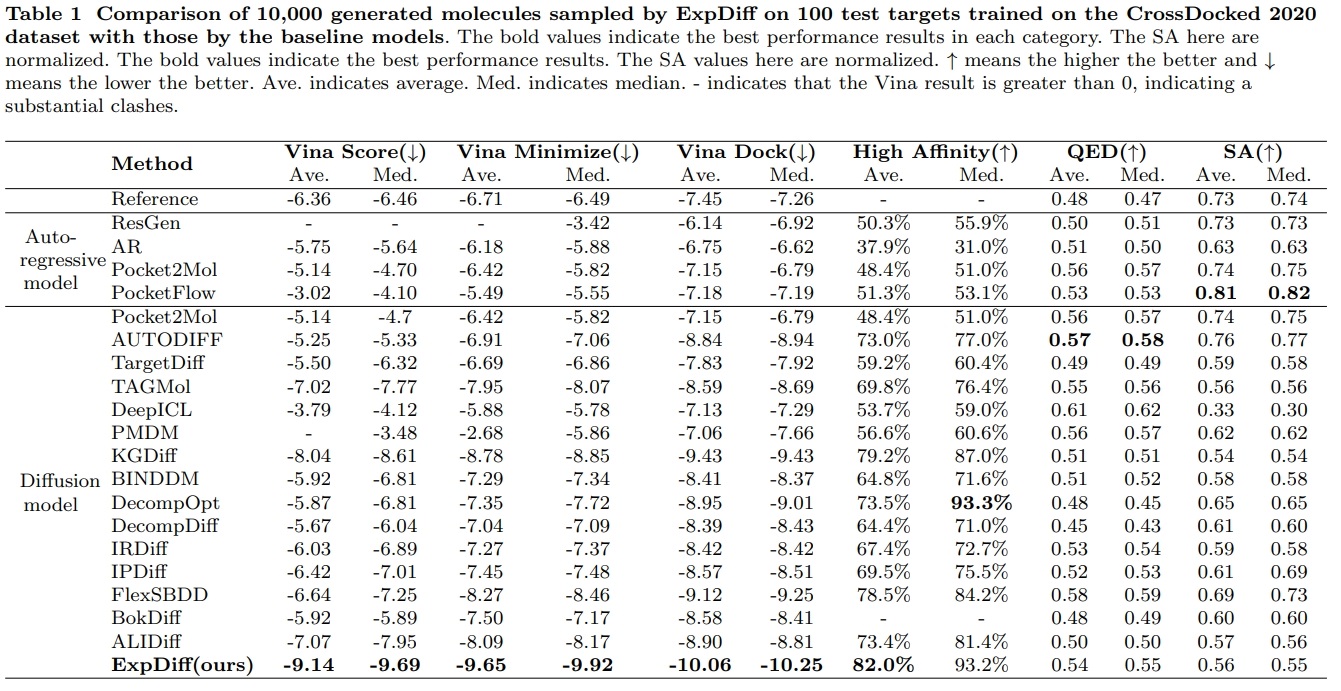 Table 1 Comparison of 10,000 generated molecules sampled by ExpDiff on 100 test targets trained on the CrossDocked 2020
dataset with those by the baseline models. The bold values indicate the best performance results in each category. The SA here are
normalized. The bold values indicate the best performance results. The SA values here are normalized. ↑ means the higher the better and ↓
means the lower the better. Ave. indicates average. Med. indicates median. - indicates that the Vina result is greater than 0, indicating a
substantial clashes.
Method Vina Score(↓) Vina Minimize(↓) Vina Dock(↓) High Affinity(↑) QED(↑) SA(↑)
Ave. Med. Ave. Med. Ave. Med. Ave. Med. Ave. Med. Ave. Med.
Reference -6.36 -6.46 -6.71 -6.49 -7.45 -7.26 - - 0.48 0.47 0.73 0.74
Auto-
regressive
model
ResGen - - - -3.42 -6.14 -6.92 50.3% 55.9% 0.50 0.51 0.73 0.73
AR -5.75 -5.64 -6.18 -5.88 -6.75 -6.62 37.9% 31.0% 0.51 0.50 0.63 0.63
Pocket2Mol -5.14 -4.70 -6.42 -5.82 -7.15 -6.79 48.4% 51.0% 0.56 0.57 0.74 0.75
PocketFlow -3.02 -4.10 -5.49 -5.55 -7.18 -7.19 51.3% 53.1% 0.53 0.53 0.81 0.82
Diffusion
model
Pocket2Mol -5.14 -4.7 -6.42 -5.82 -7.15 -6.79 48.4% 51.0% 0.56 0.57 0.74 0.75
AUTODIFF -5.25 -5.33 -6.91 -7.06 -8.84 -8.94 73.0% 77.0% 0.57 0.58 0.76 0.77
TargetDiff -5.50 -6.32 -6.69 -6.86 -7.83 -7.92 59.2% 60.4% 0.49 0.49 0.59 0.58
TAGMol -7.02 -7.77 -7.95 -8.07 -8.59 -8.69 69.8% 76.4% 0.55 0.56 0.56 0.56
DeepICL -3.79 -4.12 -5.88 -5.78 -7.13 -7.29 53.7% 59.0% 0.61 0.62 0.33 0.30
PMDM - -3.48 -2.68 -5.86 -7.06 -7.66 56.6% 60.6% 0.56 0.57 0.62 0.62
KGDiff -8.04 -8.61 -8.78 -8.85 -9.43 -9.43 79.2% 87.0% 0.51 0.51 0.54 0.54
BINDDM -5.92 -6.81 -7.29 -7.34 -8.41 -8.37 64.8% 71.6% 0.51 0.52 0.58 0.58
DecompOpt -5.87 -6.81 -7.35 -7.72 -8.95 -9.01 73.5% 93.3% 0.48 0.45 0.65 0.65
DecompDiff -5.67 -6.04 -7.04 -7.09 -8.39 -8.43 64.4% 71.0% 0.45 0.43 0.61 0.60
IRDiff -6.03 -6.89 -7.27 -7.37 -8.42 -8.42 67.4% 72.7% 0.53 0.54 0.59 0.58
IPDiff -6.42 -7.01 -7.45 -7.48 -8.57 -8.51 69.5% 75.5% 0.52 0.53 0.61 0.69
FlexSBDD -6.64 -7.25 -8.27 -8.46 -9.12 -9.25 78.5% 84.2% 0.58 0.59 0.69 0.73
BokDiff -5.92 -5.89 -7.50 -7.17 -8.58 -8.41 - - 0.48 0.49 0.60 0.60
ALIDiff -7.07 -7.95 -8.09 -8.17 -8.90 -8.81 73.4% 81.4% 0.50 0.50 0.57 0.56
ExpDiff(ours) -9.14 -9.69 -9.65 -9.92 -10.06 -10.25 82.0% 93.2% 0.54 0.55 0.56 0.55